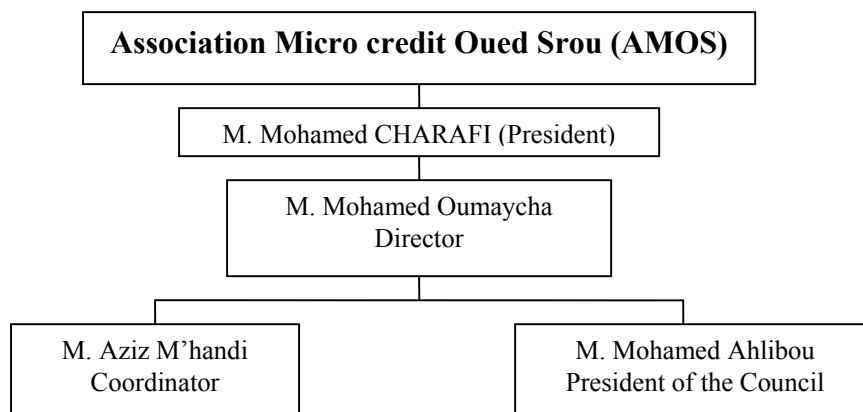 Association Micro credit Oued Srou (AMOS)
M. Mohamed CHARAFI (President)
M. Mohamed Oumaycha
Director
M. Aziz M’handi
Coordinator
M. Mohamed Ahlibou
President of the Council